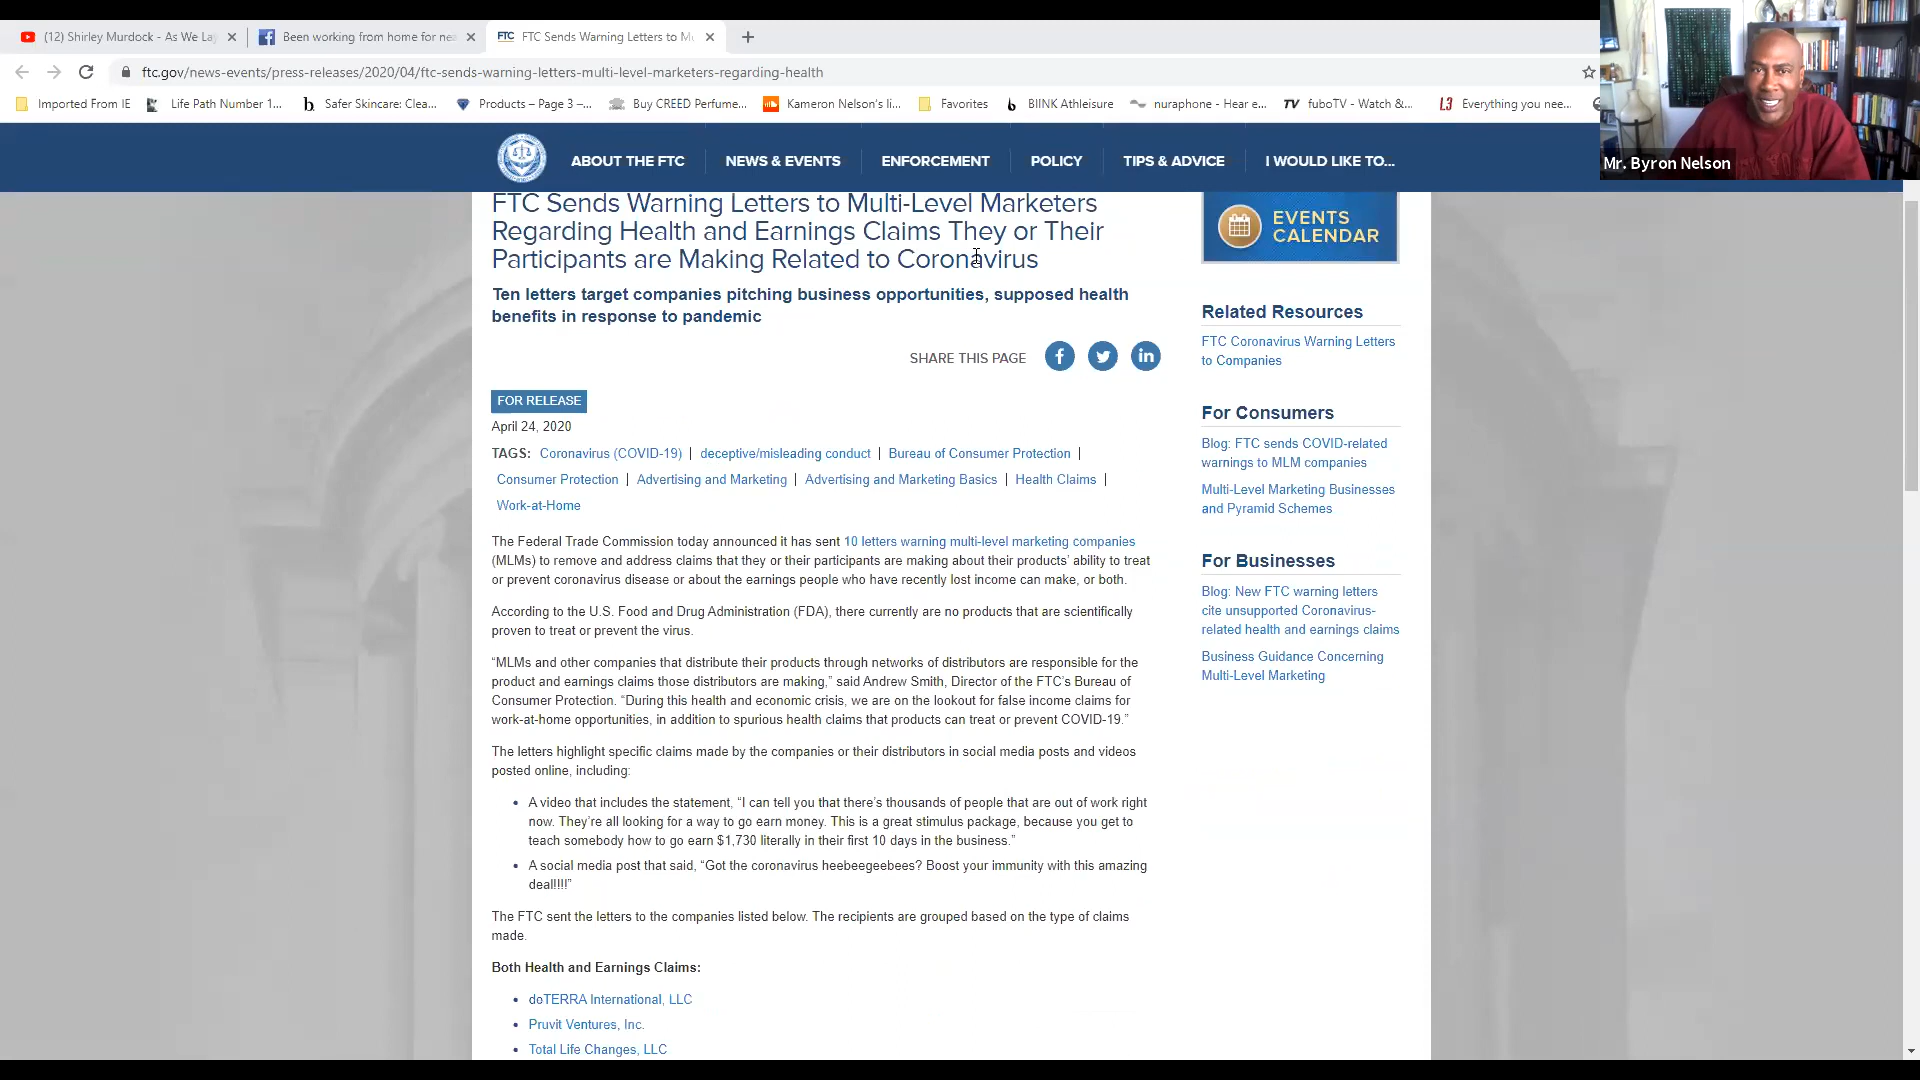 (12) Shirley Murdock - As We La
Been working from home for ne
FTC FTC Sends Warning Letters to M
ftc.gov/news-events/press-releases/2020/04/ftc-sends-warning-letters-multi-level-marketers-regarding-health
Imported From IE
Life Path Number 1...
b Safer Skincare: Clea...
Products – Page 3 –...
Buy CREED Perfume...
Kameron Nelson's li...
Favorites
BIINK Athleisure
nuraphone - Hear e...
TV fuboTV - Watch &...
L3 Everything you nee...
Mr. Byron Nelson
ABOUT THE FTC
NEWS & EVENTS
ENFORCEMENT
POLICY
TIPS & ADVICE
I WOULD LIKE TO...
FTC Sends Warning Letters to Multi-Level Marketers
Regarding Health and Earnings Claims They or Their
Participants are Making Related to Coronavirus
Ten letters target companies pitching business opportunities, supposed health
benefits in response to pandemic
SHARE THIS PAGE
FOR RELEASE
April 24, 2020
TAGS: Coronavirus (COVID-19) | deceptive/misleading conduct | Bureau of Consumer Protection |
Consumer Protection | Advertising and Marketing | Advertising and Marketing Basics | Health Claims |
Work-at-Home
The Federal Trade Commission today announced it has sent 10 letters warning multi-level marketing companies
(MLMs) to remove and address claims that they or their participants are making about their products’ ability to treat
or prevent coronavirus disease or about the earnings people who have recently lost income can make, or both.
According to the U.S. Food and Drug Administration (FDA), there currently are no products that are scientifically
proven to treat or prevent the virus.
“MLMs and other companies that distribute their products through networks of distributors are responsible for the
product and earnings claims those distributors are making,” said Andrew Smith, Director of the FTC’s Bureau of
Consumer Protection. “During this health and economic crisis, we are on the lookout for false income claims for
work-at-home opportunities, in addition to spurious health claims that products can treat or prevent COVID-19.”
The letters highlight specific claims made by the companies or their distributors in social media posts and videos
posted online, including:
• A video that includes the statement, “I can tell you that there’s thousands of people that are out of work right
now. They’re all looking for a way to go earn money. This is a great stimulus package, because you get to
teach somebody how to go earn $1,730 literally in their first 10 days in the business.”
• A social media post that said, “Got the coronavirus heebeegeebees? Boost your immunity with this amazing
deal!!!!”
The FTC sent the letters to the companies listed below. The recipients are grouped based on the type of claims
made.
Both Health and Earnings Claims:
• doTERRA International, LLC
• Pruvit Ventures, Inc.
• Total Life Changes, LLC
EVENTS
CALENDAR
Related Resources
FTC Coronavirus Warning Letters
to Companies
For Consumers
Blog: FTC sends COVID-related
warnings to MLM companies
Multi-Level Marketing Businesses
and Pyramid Schemes
For Businesses
Blog: New FTC warning letters
cite unsupported Coronavirus-
related health and earnings claims
Business Guidance Concerning
Multi-Level Marketing